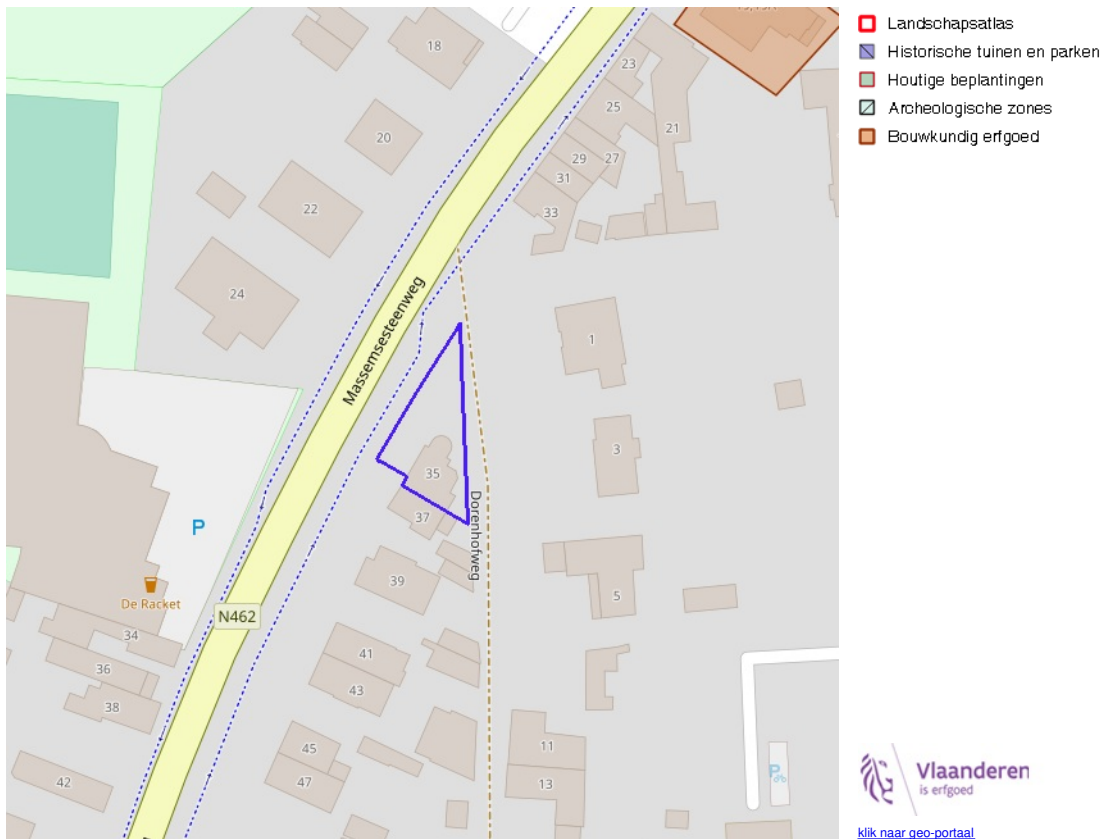 18
20
22
24
23
25
21
27
29
31
33
1
3
5
35
37
39
41
43
45
47
11
13
34
36
38
42
Massemsesteenweg
Dorenhofweg
N462
P
De Racket
P
Landschapsatlas
Historische tuinen en parken
Houtige beplantingen
Archeologische zones
Bouwkundig erfgoed
Vlaanderen
is erfgoed
klik naar geo-portaal